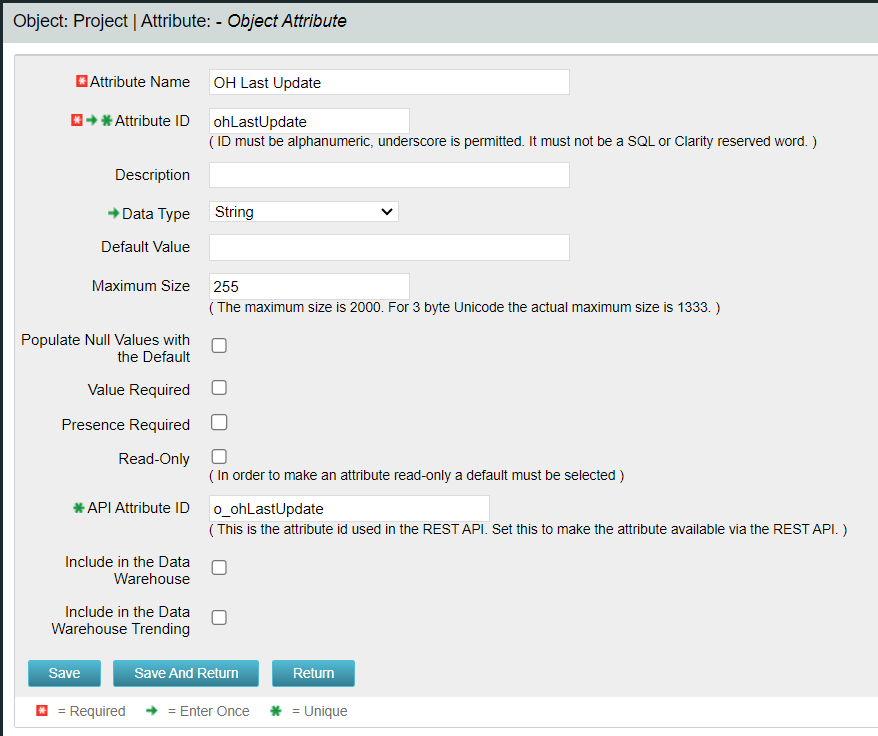 Object: Project | Attribute: - Object Attribute
Attribute Name OH Last Update
Attribute ID ohLastUpdate
( ID must be alphanumeric, underscore is permitted. It must not be a SQL or Clarity reserved word. )
Description
Data Type String
Default Value
Maximum Size 255
( The maximum size is 2000. For 3 byte Unicode the actual maximum size is 1333. )
Populate Null Values with
the Default
Value Required
Presence Required
Read-Only
( In order to make an attribute read-only a default must be selected )
API Attribute ID o_ohLastUpdate
( This is the attribute id used in the REST API. Set this to make the attribute available via the REST API. )
Include in the Data
Warehouse
Include in the Data
Warehouse Trending
Save Save And Return Return
= Required = Enter Once = Unique